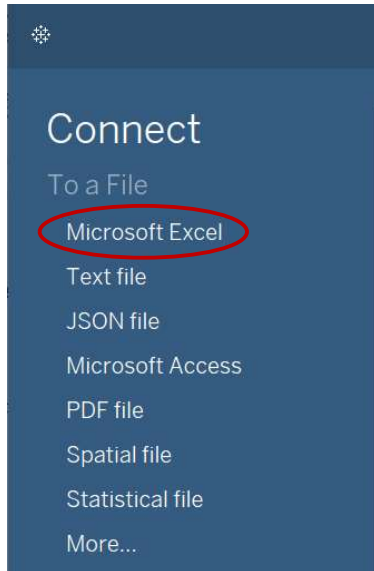 Connect
To a File
Microsoft Excel
Text file
JSON file
Microsoft Access
PDF file
Spatial file
Statistical file
More...